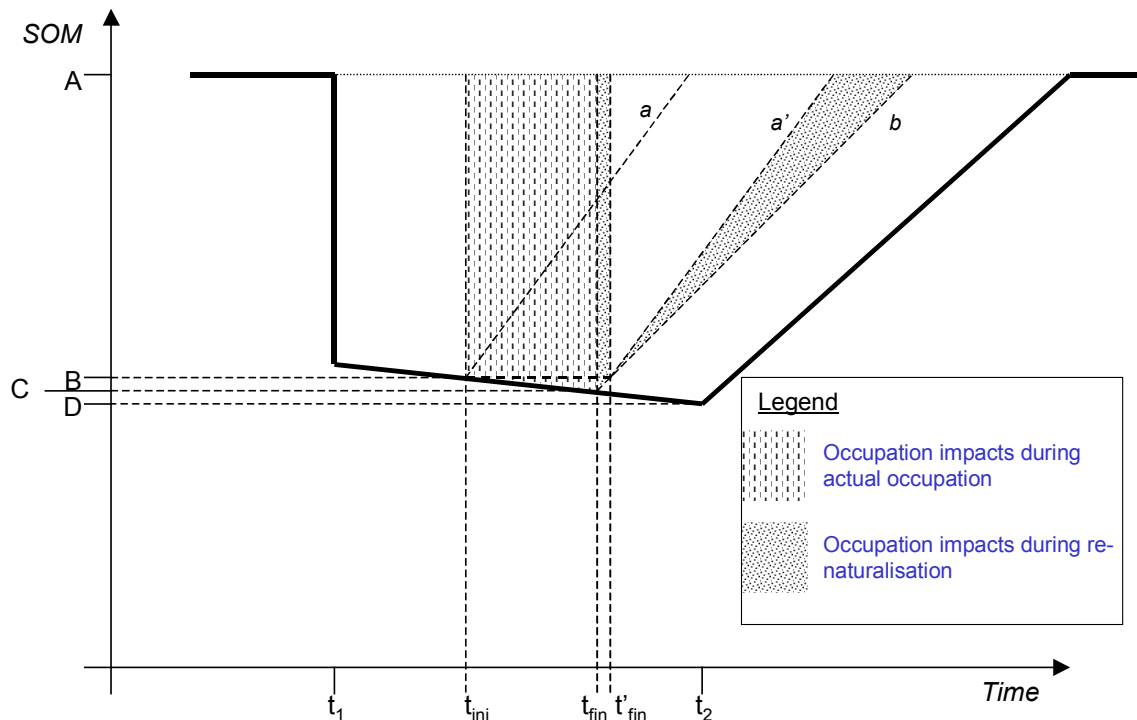 SOM
A
a
a'
b
B
C
D
Legend
Occupation impacts during
actual occupation
Occupation impacts during re-
naturalisation
t1
tini
tfin
t'fin
t2
Time